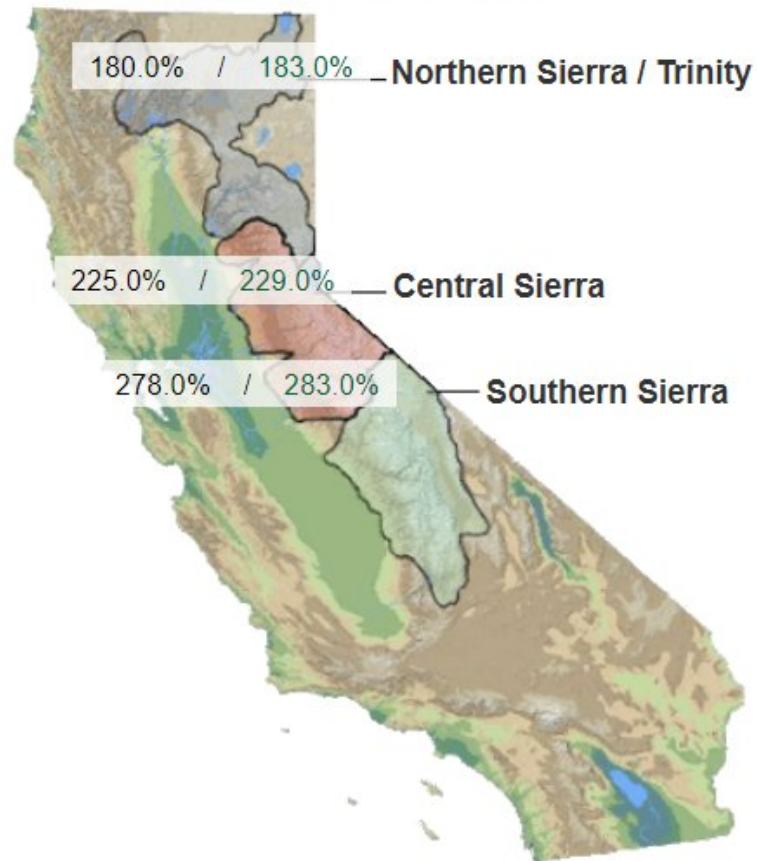 180.0% / 183.0% Northern Sierra / Trinity
225.0% / 229.0% Central Sierra
278.0% / 283.0% Southern Sierra